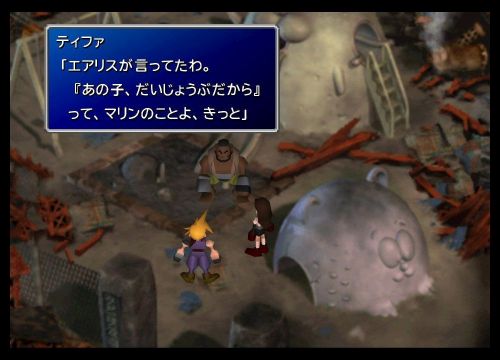 ティファ
「エアリスが言ってたわ。
『あの子、だいじょうぶだから』
って、マリンのことよ、きっと」